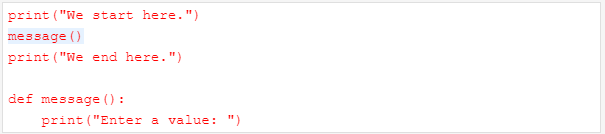 print("We start here.")
message()
print("We end here.")

def message():
    print("Enter a value: ")